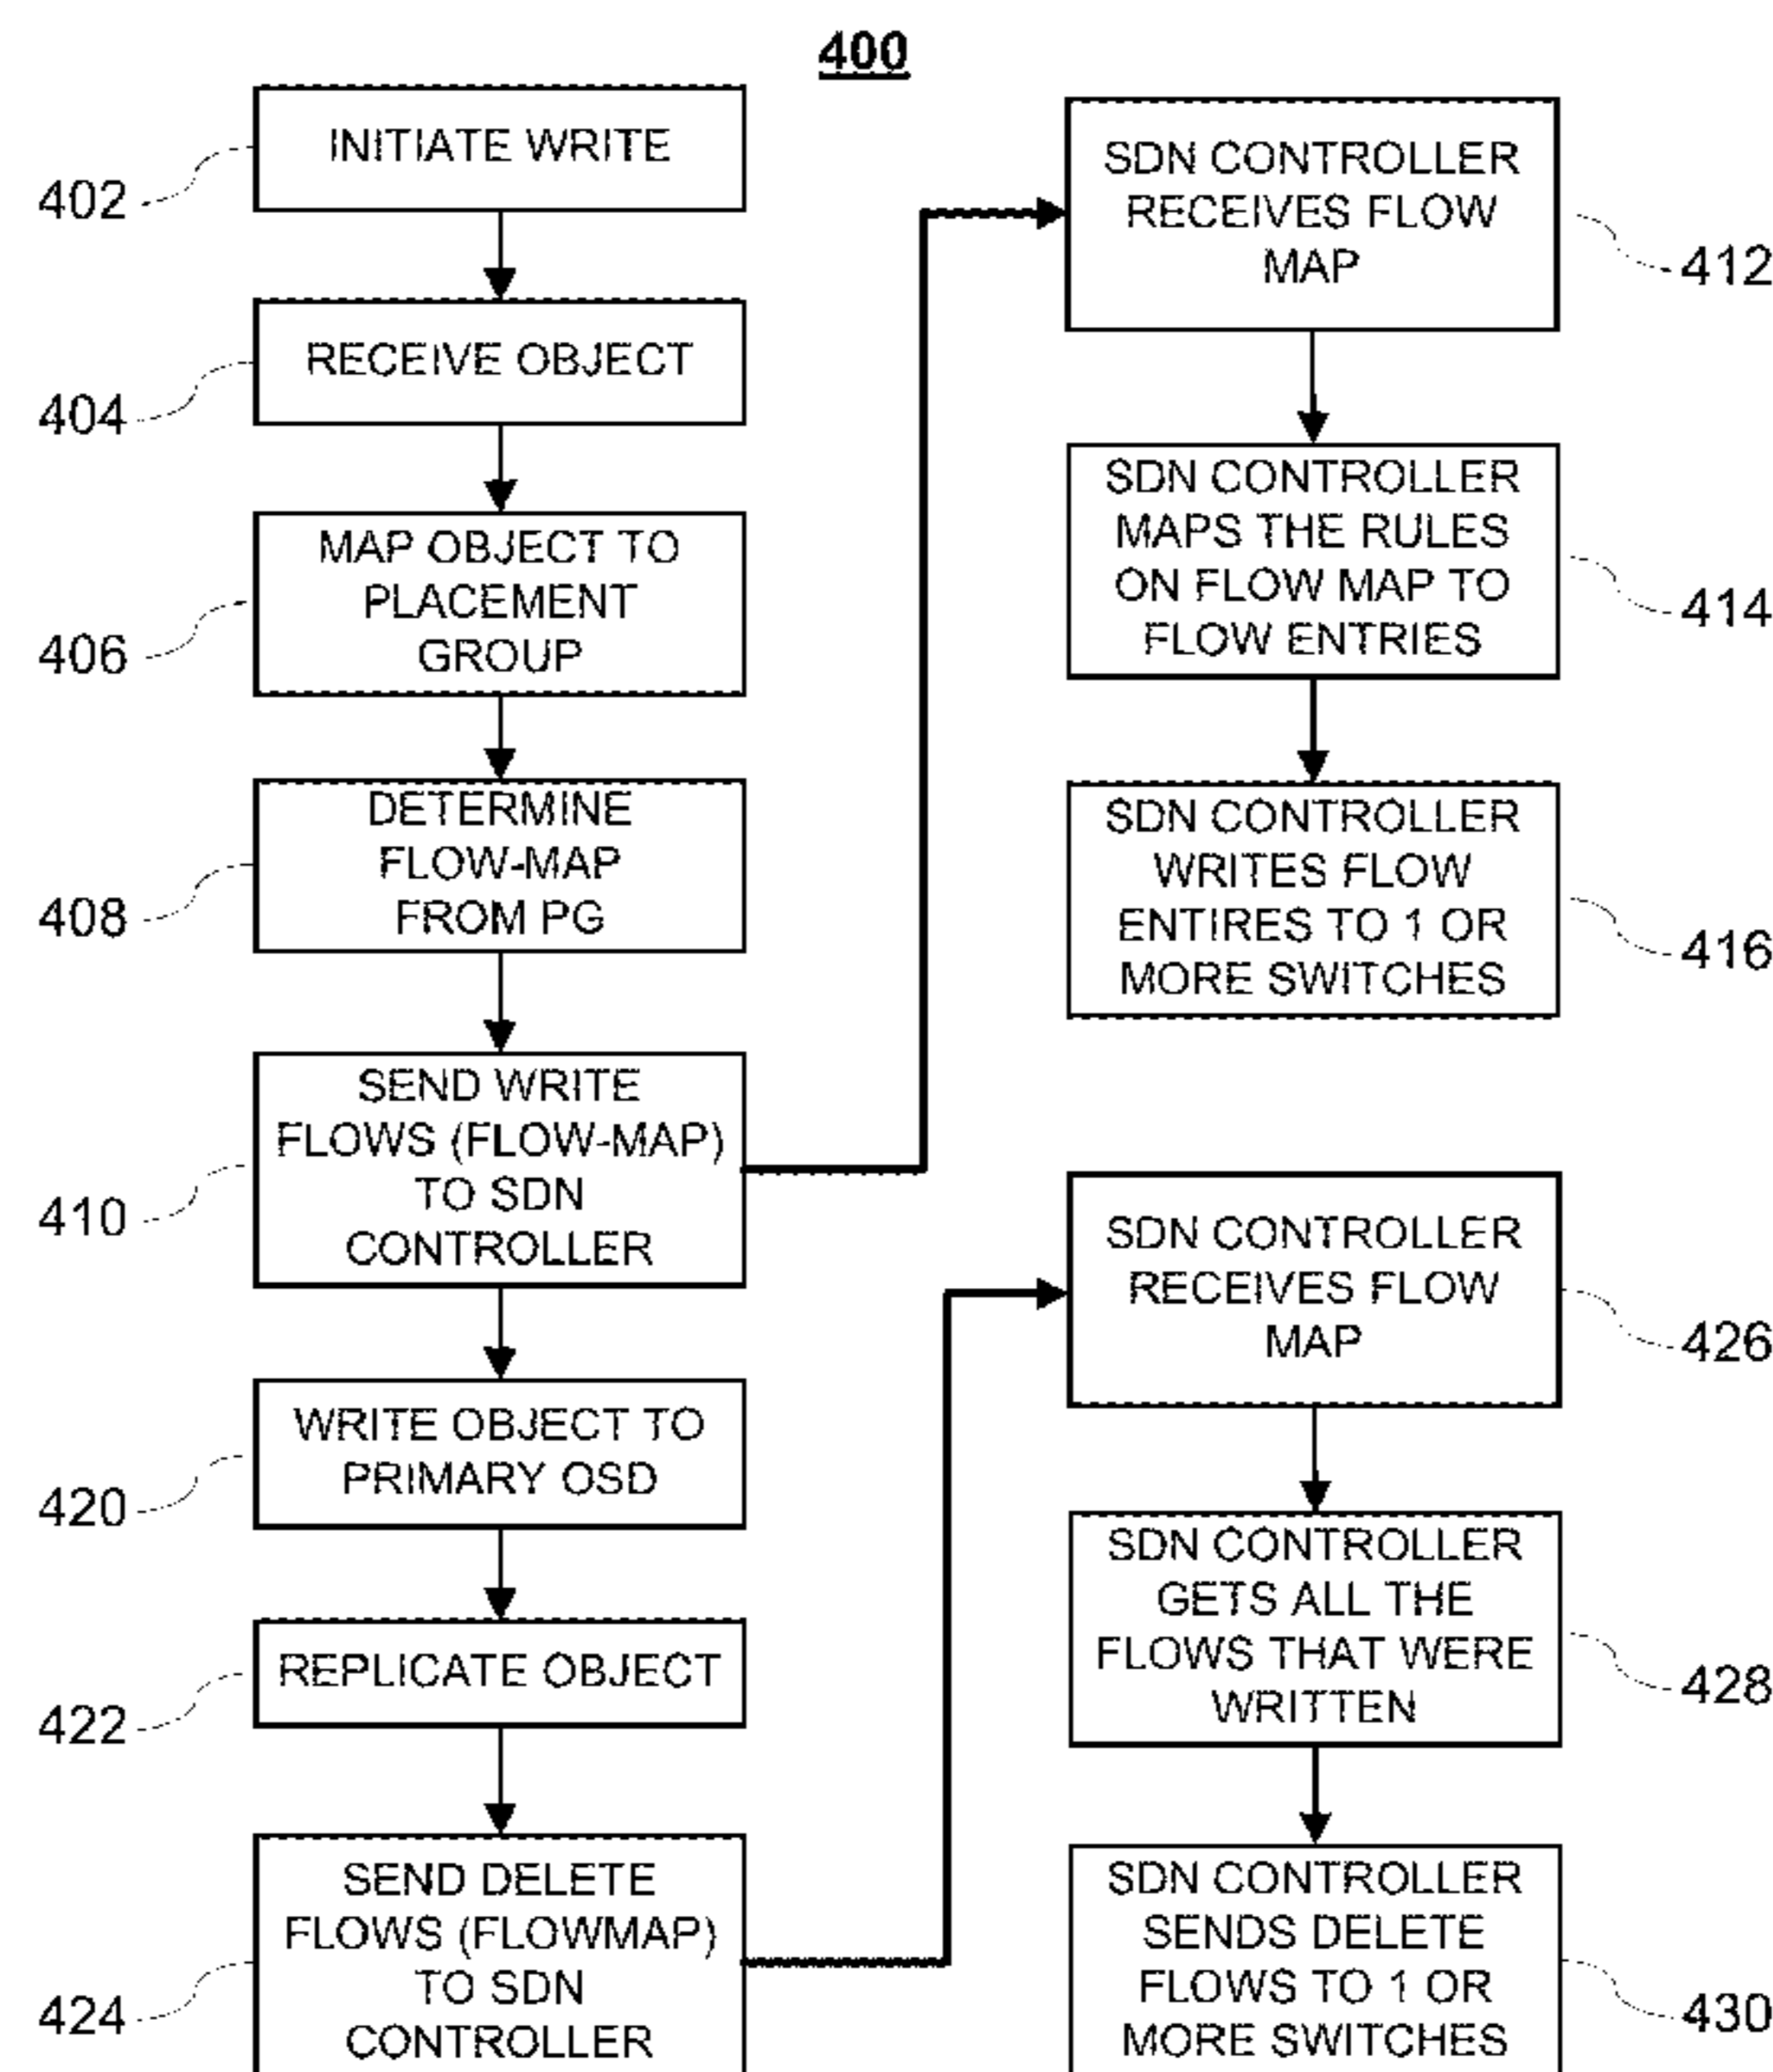 400
INITIATE WRITE
402
RECEIVE OBJECT
404
MAP OBJECT TO
PLACEMENT
GROUP
406
DETERMINE
FLOW-MAP
FROM PG
408
SEND WRITE
FLOWS (FLOW-MAP)
TO SDN
CONTROLLER
410
WRITE OBJECT TO
PRIMARY OSD
420
REPLICATE OBJECT
422
SEND DELETE
FLOWS (FLOWMAP)
TO SDN
CONTROLLER
424
SDN CONTROLLER
RECEIVES FLOW
MAP
412
SDN CONTROLLER
MAPS THE RULES
ON FLOW MAP TO
FLOW ENTRIES
414
SDN CONTROLLER
WRITES FLOW
ENTIRES TO 1 OR
MORE SWITCHES
416
SDN CONTROLLER
RECEIVES FLOW
MAP
426
SDN CONTROLLER
GETS ALL THE
FLOWS THAT WERE
WRITTEN
428
SDN CONTROLLER
SENDS DELETE
FLOWS TO 1 OR
MORE SWITCHES
430